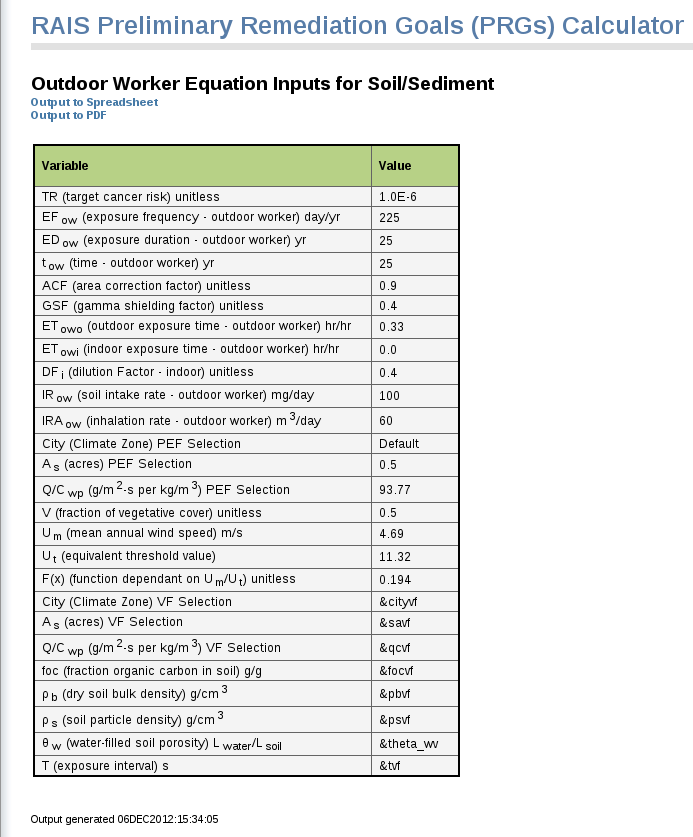 RAIS Preliminary Remediation Goals (PRGs) Calculator
Outdoor Worker Equation Inputs for Soil/Sediment
Output to Spreadsheet
Output to PDF
Variable Value
TR (target cancer risk) unitless 1.0E-6
EF ow (exposure frequency - outdoor worker) day/yr 225
ED ow (exposure duration - outdoor worker) yr 25
t ow (time - outdoor worker) yr 25
ACF (area correction factor) unitless 0.9
GSF (gamma shielding factor) unitless 0.4
ET owo (outdoor exposure time - outdoor worker) hr/hr 0.33
ET owi (indoor exposure time - outdoor worker) hr/hr 0.0
DF i (dilution Factor - indoor) unitless 0.4
IR ow (soil intake rate - outdoor worker) mg/day 100
IRA ow (inhalation rate - outdoor worker) m 3/day 60
City (Climate Zone) PEF Selection Default
A s (acres) PEF Selection 0.5
Q/C wp (g/m 2-s per kg/m 3) PEF Selection 93.77
V (fraction of vegetative cover) unitless 0.5
U m (mean annual wind speed) m/s 4.69
U t (equivalent threshold value) 11.32
F(x) (function dependant on U m/U t) unitless 0.194
City (Climate Zone) VF Selection &cityvf
A s (acres) VF Selection &savf
Q/C wp (g/m 2-s per kg/m 3) VF Selection &qcvf
foc (fraction organic carbon in soil) g/g &focvf
ρ b (dry soil bulk density) g/cm 3 &pbvf
ρ s (soil particle density) g/cm 3 &psvf
θ w (water-filled soil porosity) L water/L soil &theta_wv
T (exposure interval) s &tvf
Output generated 06DEC2012:15:34:05